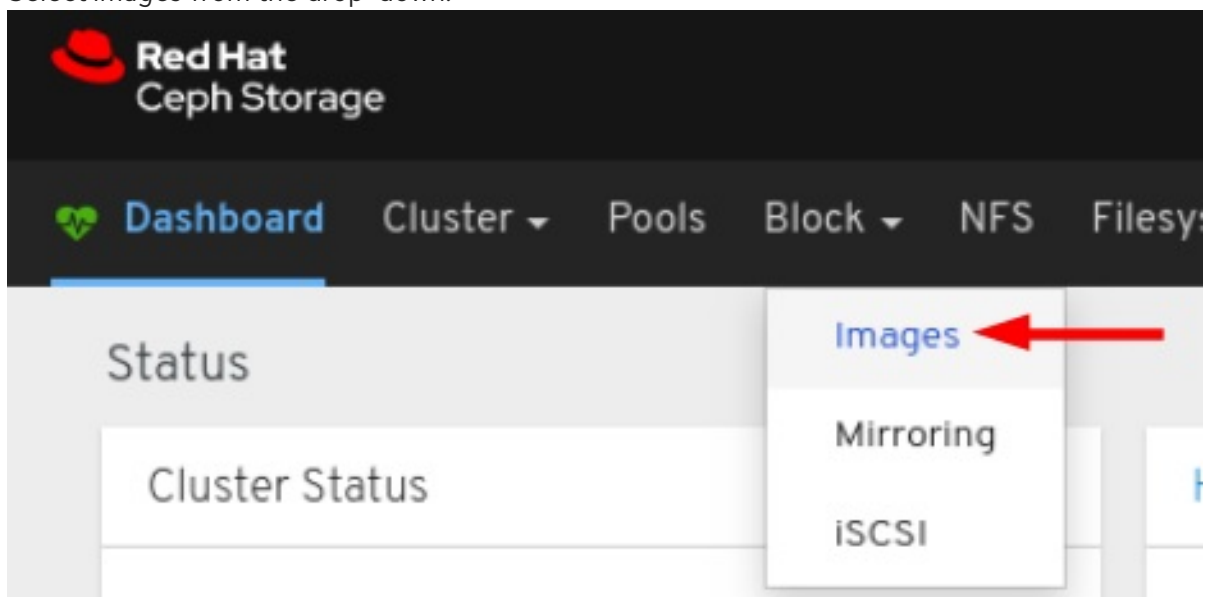 Red Hat
Ceph Storage
Dashboard Cluster Pools Block NFS
Images
Status
Mirroring
Cluster Status
iSCSI